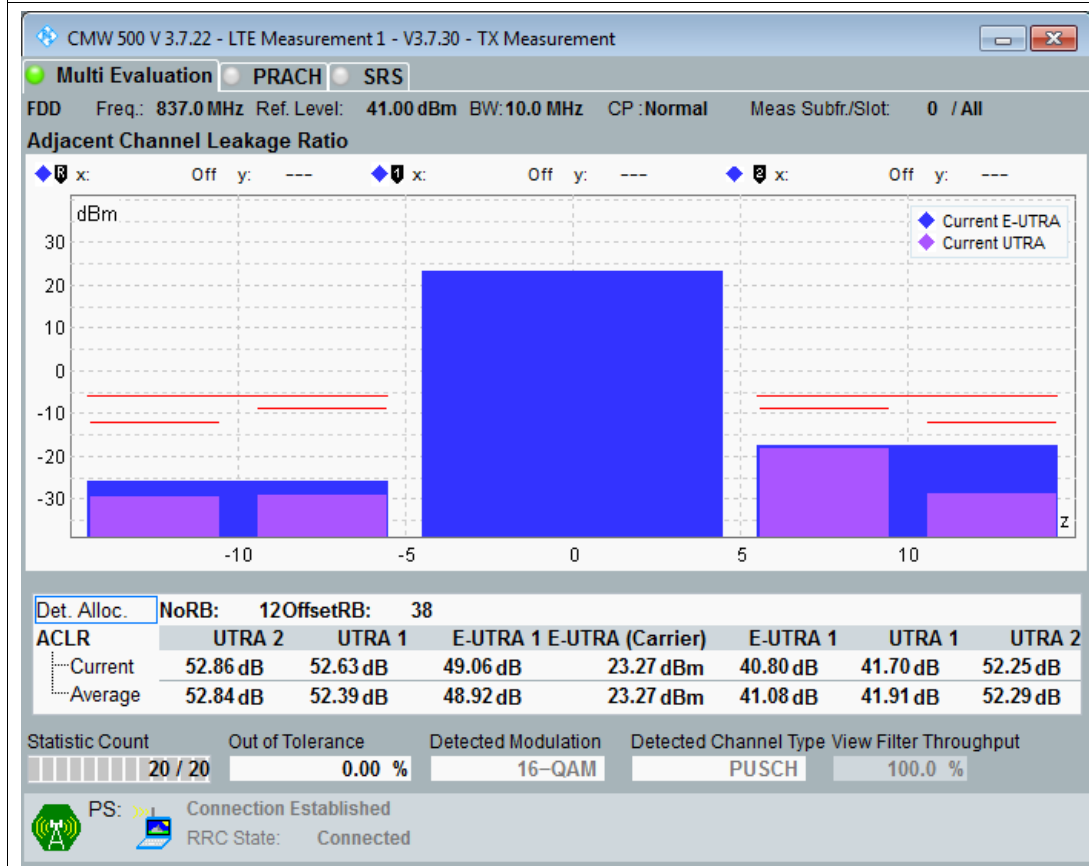 CMW 500 V 3.7.22 - LTE Measurement 1 - V3.7.30 - TX Measurement
Multi Evaluation PRACH SRS
FDD Freq.: 837.0 MHz Ref. Level: 41.00 dBm BW: 10.0 MHz CP : Normal Meas Subfr./Slot: 0 / All
Adjacent Channel Leakage Ratio
R x: Off y: --- 1 x: Off y: --- 2 x: Off y: ---
dBm
Current E-UTRA
Current UTRA
30
20
10
0
-10
-20
-30
z
-10 -5 0 5 10
Det. Alloc. NoRB: 12 OffsetRB: 38
ACLR UTRA 2 UTRA 1 E-UTRA 1 E-UTRA (Carrier) E-UTRA 1 UTRA 1 UTRA 2
Current 52.86 dB 52.63 dB 49.06 dB 23.27 dBm 40.80 dB 41.70 dB 52.25 dB
Average 52.84 dB 52.39 dB 48.92 dB 23.27 dBm 41.08 dB 41.91 dB 52.29 dB
Statistic Count Out of Tolerance Detected Modulation Detected Channel Type View Filter Throughput
20 / 20 0.00 % 16-QAM PUSCH 100.0 %
PS: Connection Established
RRC State: Connected